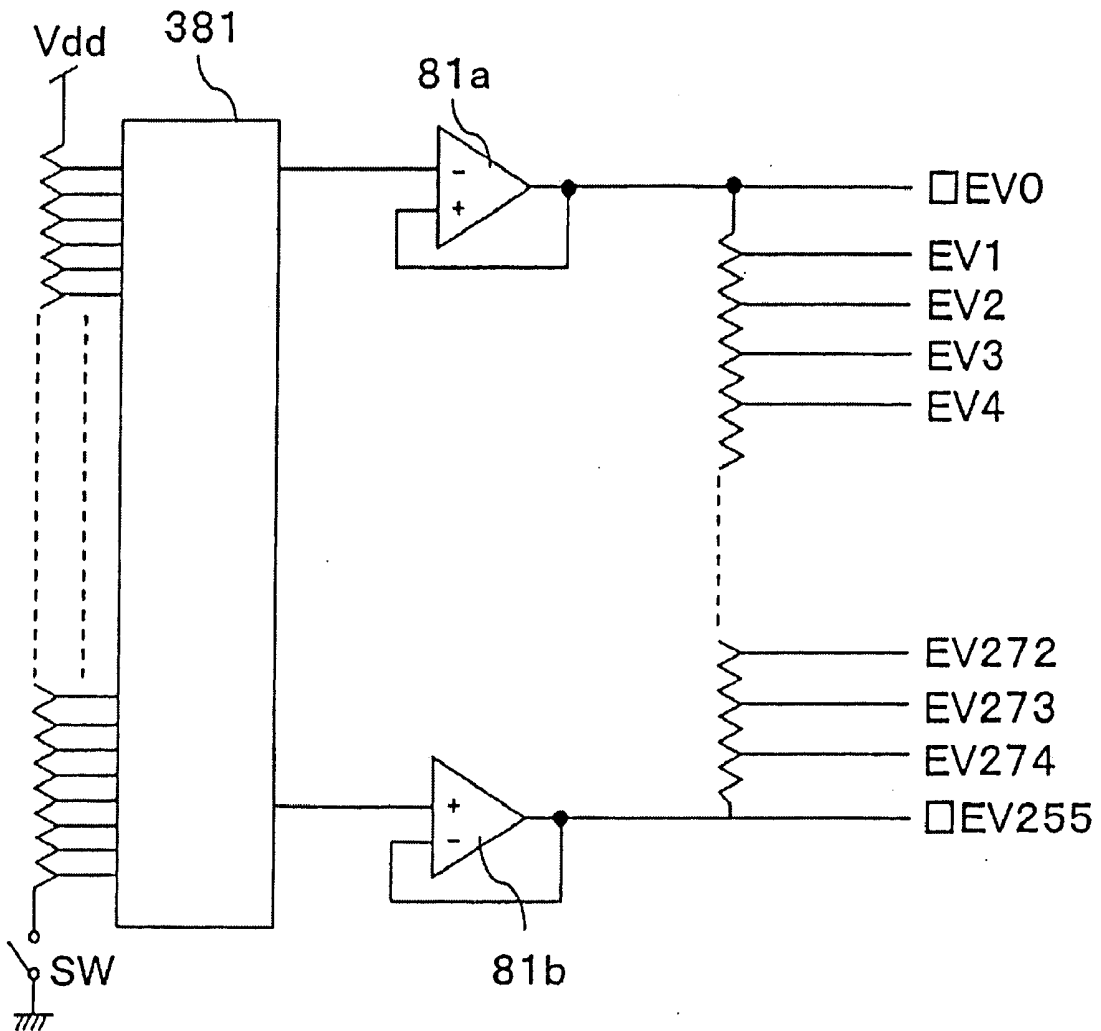 381
Vdd
81a
-
+
□EV0
EV1
EV2
EV3
EV4
EV272
EV273
EV274
□EV255
+
-
81b
SW